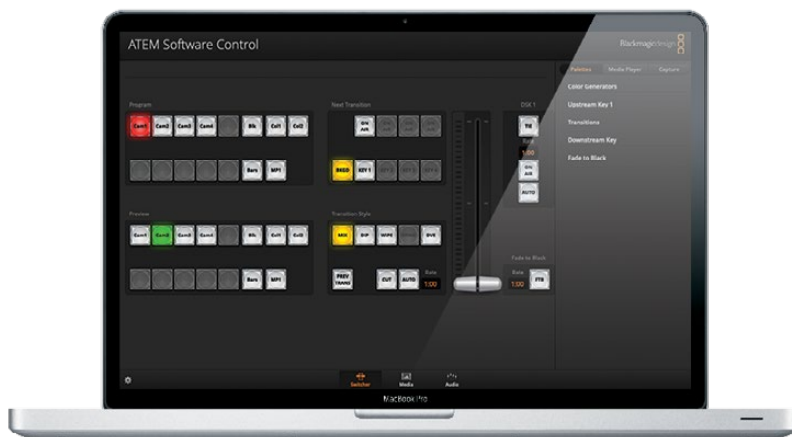 ATEM Software Control
Blackmagicdesign
Palettes Media Player Capture
Color Generators
Upstream Key 1
Transitions
Downstream Key
Fade to Black
Program
Cam1 Cam2 Cam3 Cam4 Blk Col1 Col2
Bars MP1
Next Transition
ON AIR
BKGD KEY 1
DSK 1
TIE
Rate
1:00
ON AIR
AUTO
Preview
Cam1 Cam2 Cam3 Cam4 Blk Col1 Col2
Bars MP1
Transition Style
MIX DIP WIPE DVE
PREV TRANS CUT AUTO Rate 1:00
Fade to Black
Rate
1:00 FTB
Switcher Media Audio
MacBook Pro